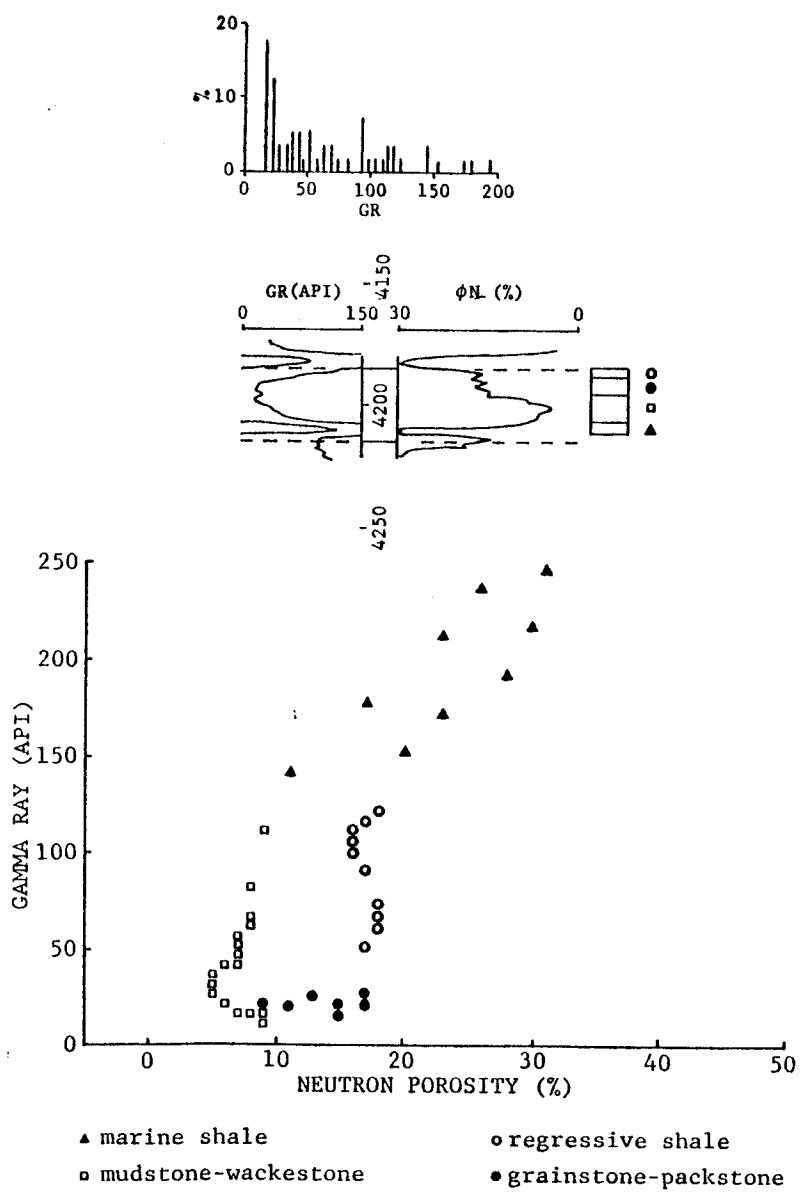 20
10
0
%
0 50 100 150 200
GR
4150
GR(API) ϕN (%)
0 150 30 0
4200
4250
250
200
150
100
50
0
GAMMA RAY (API)
0 10 20 30 40 50
NEUTRON POROSITY (%)
marine shale regressive shale
mudstone-wackestone grainstone-packstone